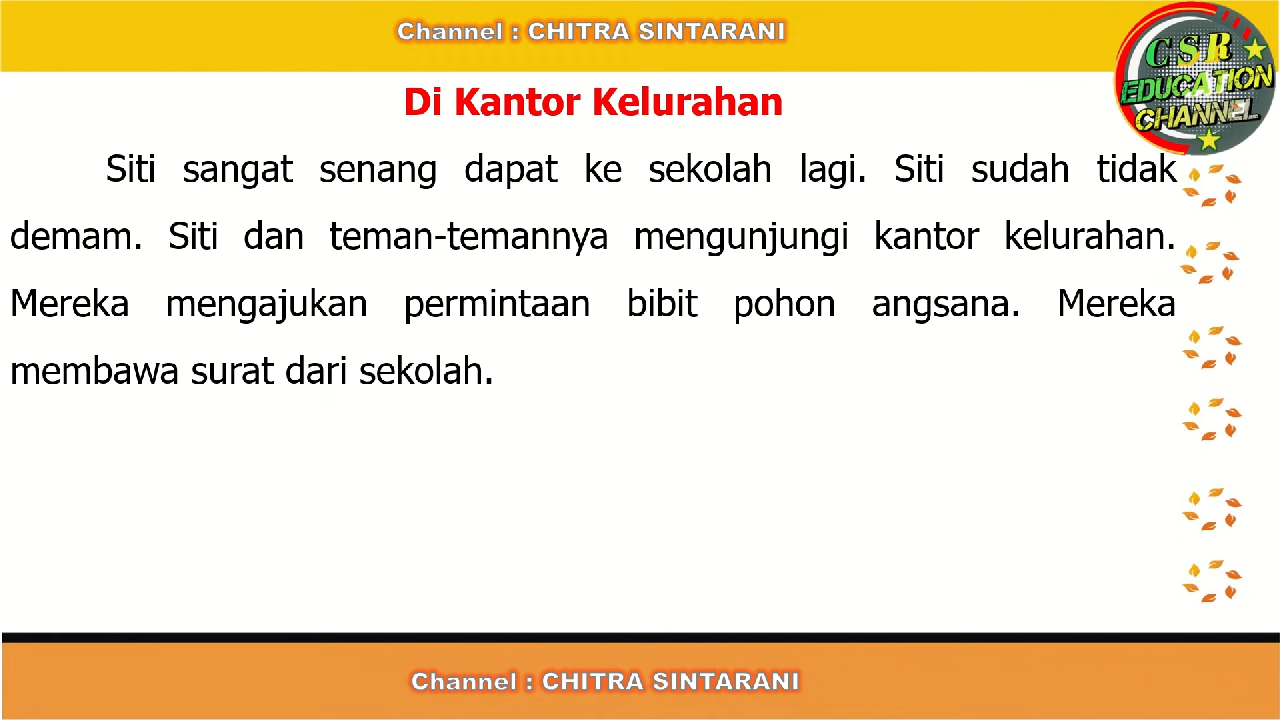 Channel : CHITRA SINTARANI
CSR
EDUCATION
CHANNEL
Di Kantor Kelurahan
Siti sangat senang dapat ke sekolah lagi. Siti sudah tidak
demam. Siti dan teman-temannya mengunjungi kantor kelurahan.
Mereka mengajukan permintaan bibit pohon angsana. Mereka
membawa surat dari sekolah.
Channel : CHITRA SINTARANI